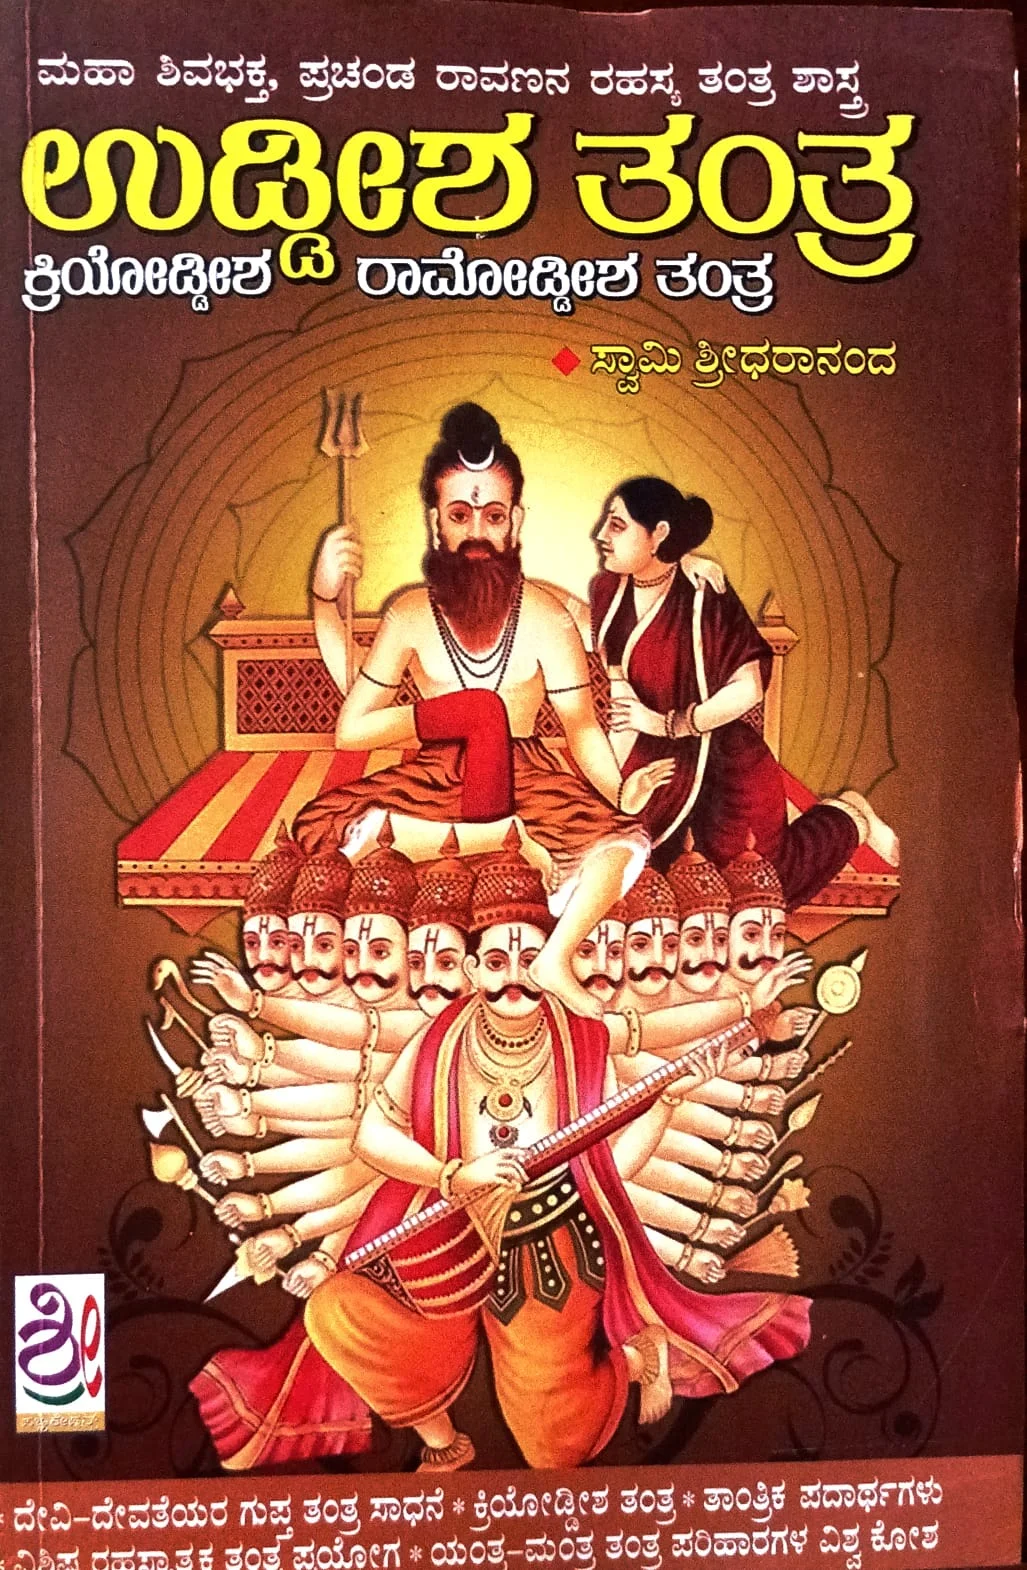 ಮಹಾ ಶಿವಭಕ್ತ, ಪ್ರಚಂಡ ರಾವಣನ ರಹಸ್ಯ ತಂತ್ರ ಶಾಸ್ತ್ರ
ಉಡ್ಡೀಶ ತಂತ್ರ
ಕ್ರಿಯೋಡ್ಡೀಶ ರಾಮೋಡ್ಡೀಶ ತಂತ್ರ
ಸ್ವಾಮಿ ಶ್ರೀಧರಾನಂದ
ಶ್ರೀ
* ದೇವಿ-ದೇವತೆಯರ ಗುಪ್ತ ತಂತ್ರ ಸಾಧನೆ * ಕ್ರಿಯೋಡ್ಡೀಶ ತಂತ್ರ * ತಾಂತ್ರಿಕ ಪದಾರ್ಥಗಳು
* ವಿಶಿಷ್ಟ ರಹಸ್ಯಾತ್ಮಕ ತಂತ್ರ ಪ್ರಯೋಗ * ಯಂತ್ರ-ಮಂತ್ರ ತಂತ್ರ ಪರಿಹಾರಗಳ ವಿಶ್ವ ಕೋಶ